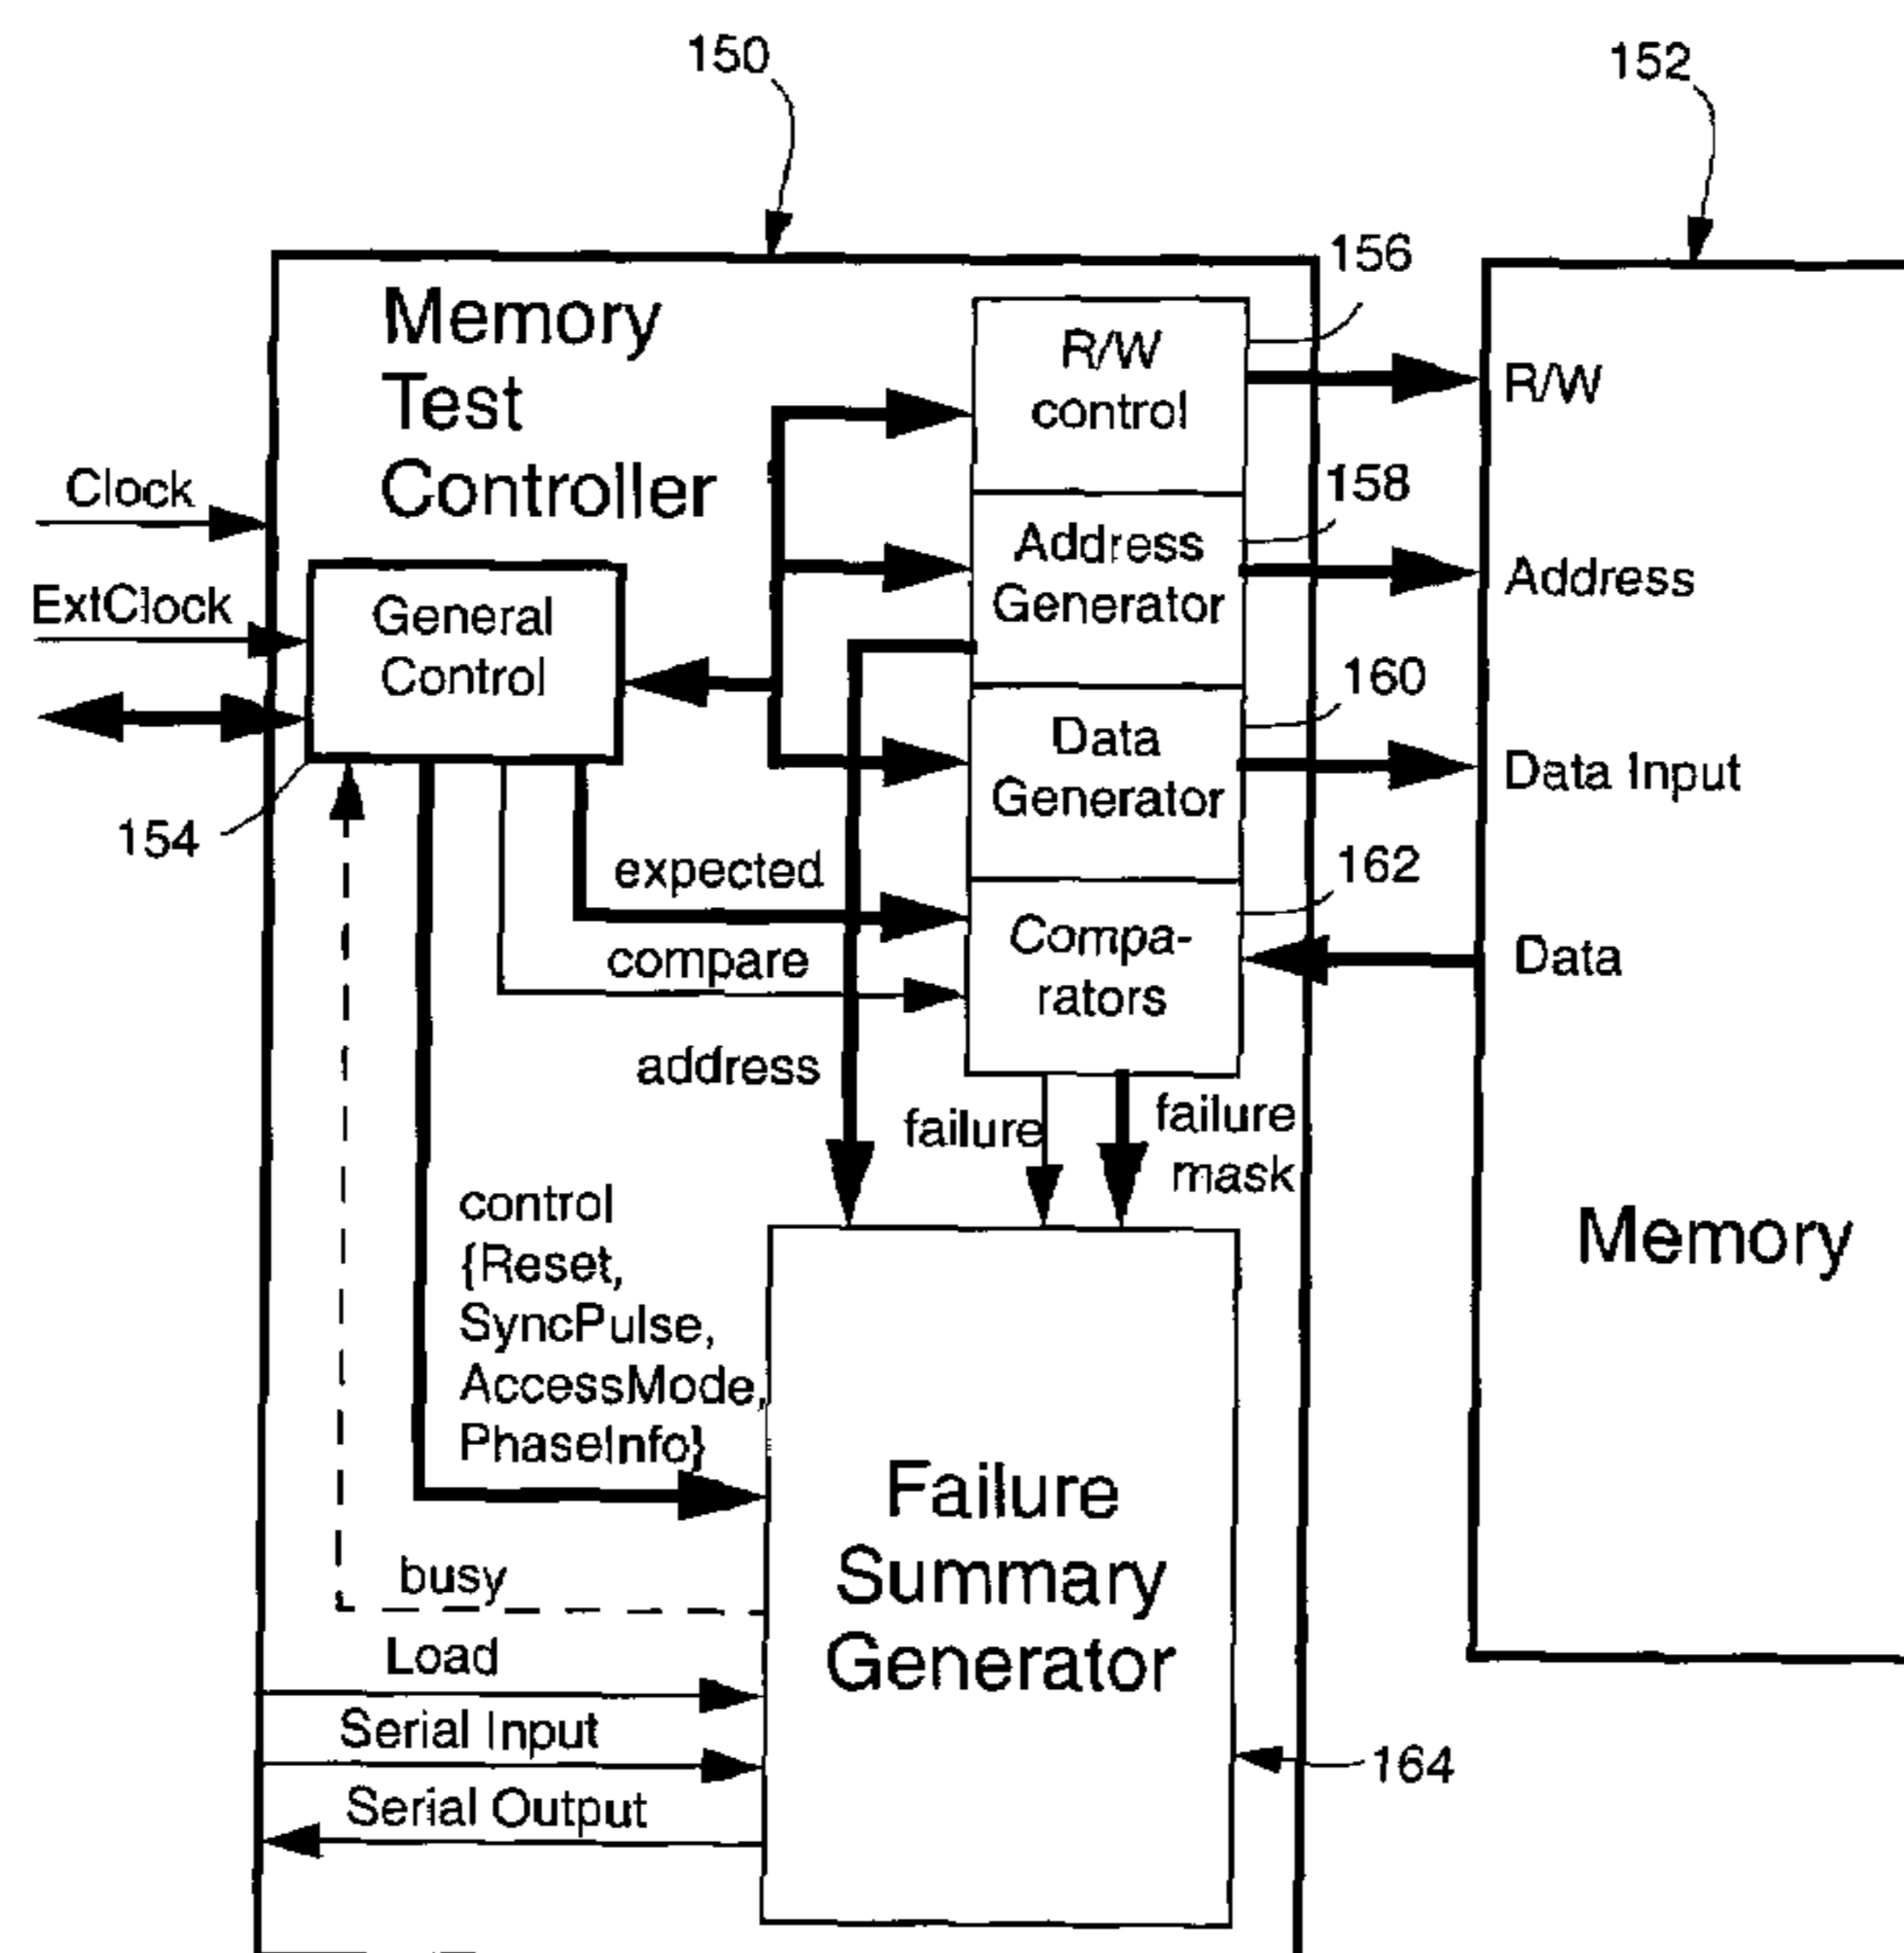 150
152
156
Memory
Test
Controller
R/W
control
R/W
158
Clock
Address
Generator
Address
ExtClock
General
Control
160
Data
Generator
Data Input
154
162
expected
Compa-
rators
Data
compare
address
failure
failure
mask
control
{Reset,
SyncPulse,
AccessMode,
PhaseInfo}
Memory
Failure
Summary
Generator
busy
Load
Serial Input
164
Serial Output